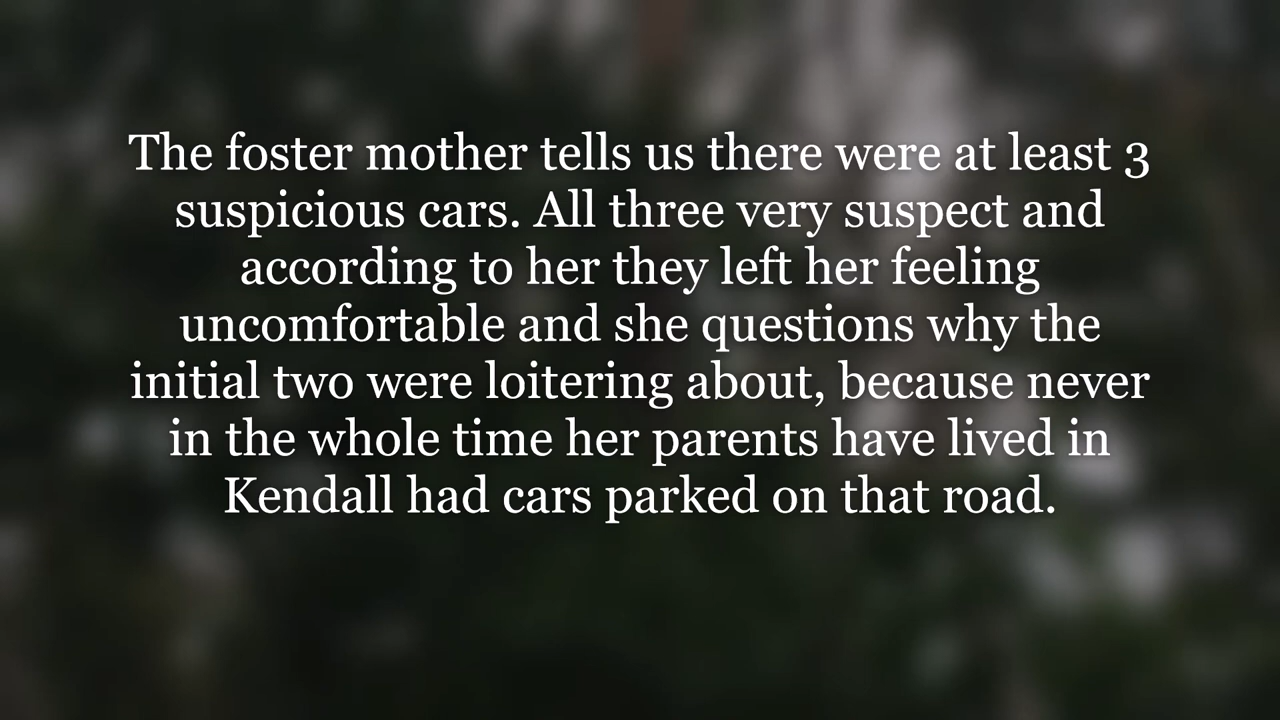 The foster mother tells us there were at least 3
suspicious cars. All three very suspect and
according to her they left her feeling
uncomfortable and she questions why the
initial two were loitering about, because never
in the whole time her parents have lived in
Kendall had cars parked on that road.